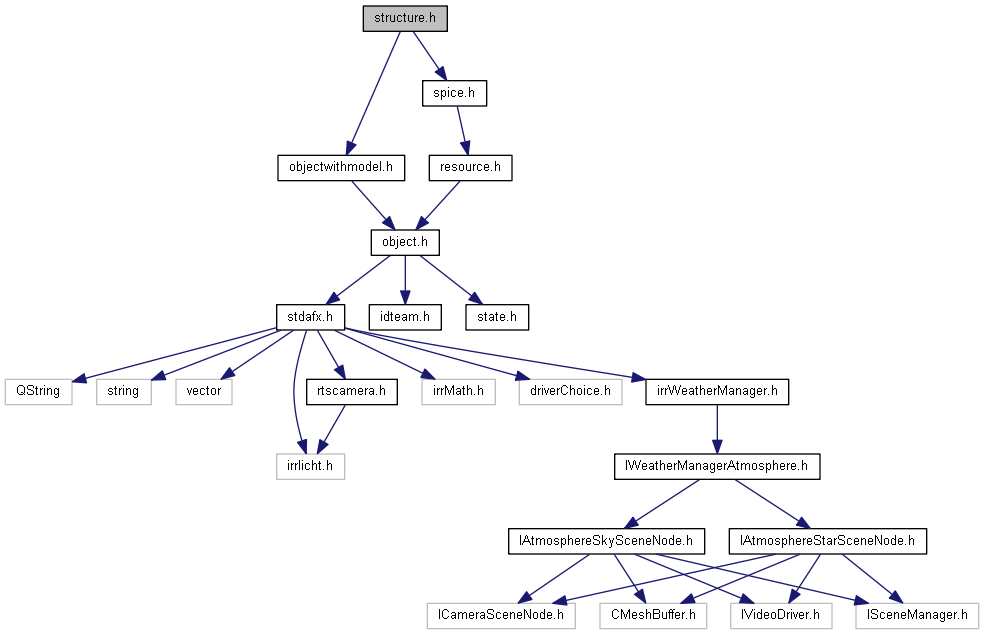 structure.h
spice.h
objectwithmodel.h
resource.h
object.h
stdafx.h
idteam.h
state.h
QString
string
vector
rtscamera.h
irrMath.h
driverChoice.h
irrWeatherManager.h
irrlicht.h
IWeatherManagerAtmosphere.h
IAtmosphereSkySceneNode.h
IAtmosphereStarSceneNode.h
ICameraSceneNode.h
CMeshBuffer.h
IVideoDriver.h
ISceneManager.h